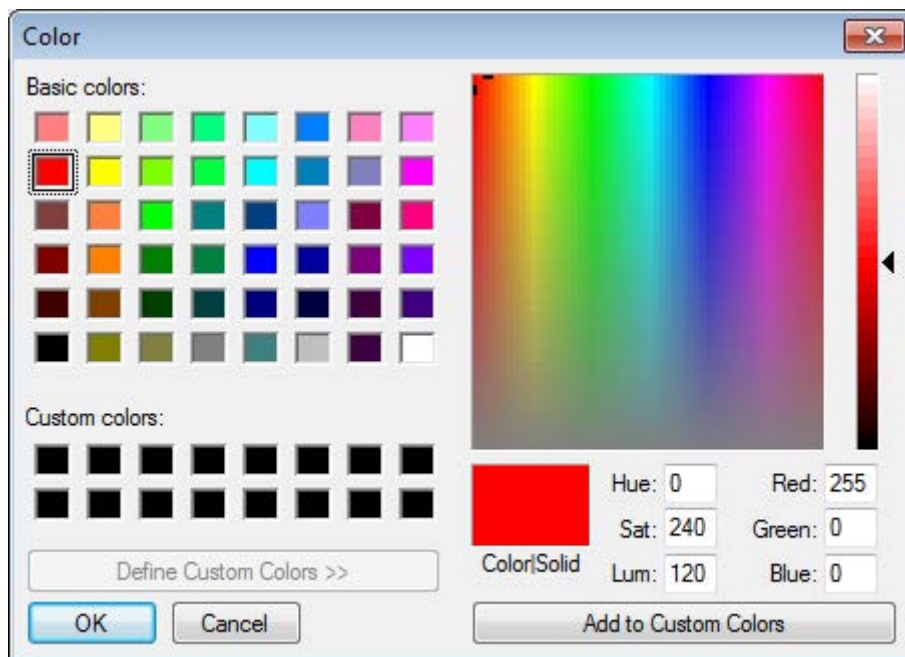 Color
Basic colors:
Custom colors:
Define Custom Colors >>
OK Cancel
Color|Solid
Hue: 0 Red: 255
Sat: 240 Green: 0
Lum: 120 Blue: 0
Add to Custom Colors